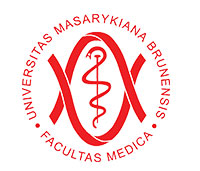 UNIVERSITAS MASARYKIANA BRUNENSIS
• FACULTAS MEDICA •